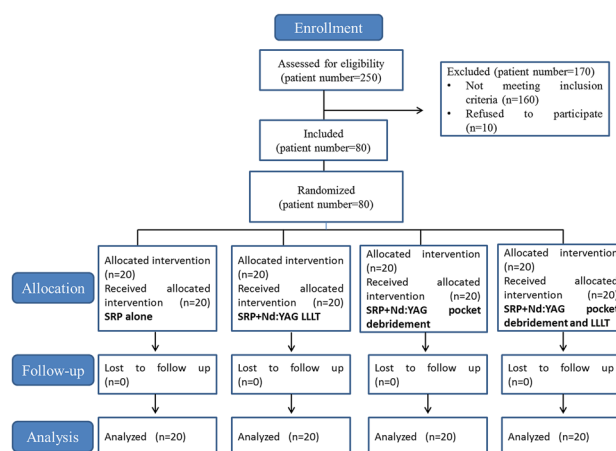 Enrollment
Assessed for eligibility
(patient number=250)
Excluded (patient number=170)
• Not meeting inclusion
criteria (n=160)
• Refused to participate
(n=10)
Included
(patient number=80)
Randomized
(patient number=80)
Allocation
Allocated intervention
(n=20)
Received allocated
intervention (n=20)
SRP alone
Allocated intervention
(n=20)
Received allocated
intervention (n=20)
SRP+Nd:YAG LLLT
Allocated intervention
(n=20)
Received allocated
intervention (n=20)
SRP+Nd:YAG pocket
debridement
Allocated intervention
(n=20)
Received allocated
intervention (n=20)
SRP+Nd:YAG pocket
debridement and LLLT
Follow-up
Lost to follow up
(n=0)
Lost to follow up
(n=0)
Lost to follow up
(n=0)
Lost to follow up
(n=0)
Analysis
Analyzed (n=20)
Analyzed (n=20)
Analyzed (n=20)
Analyzed (n=20)